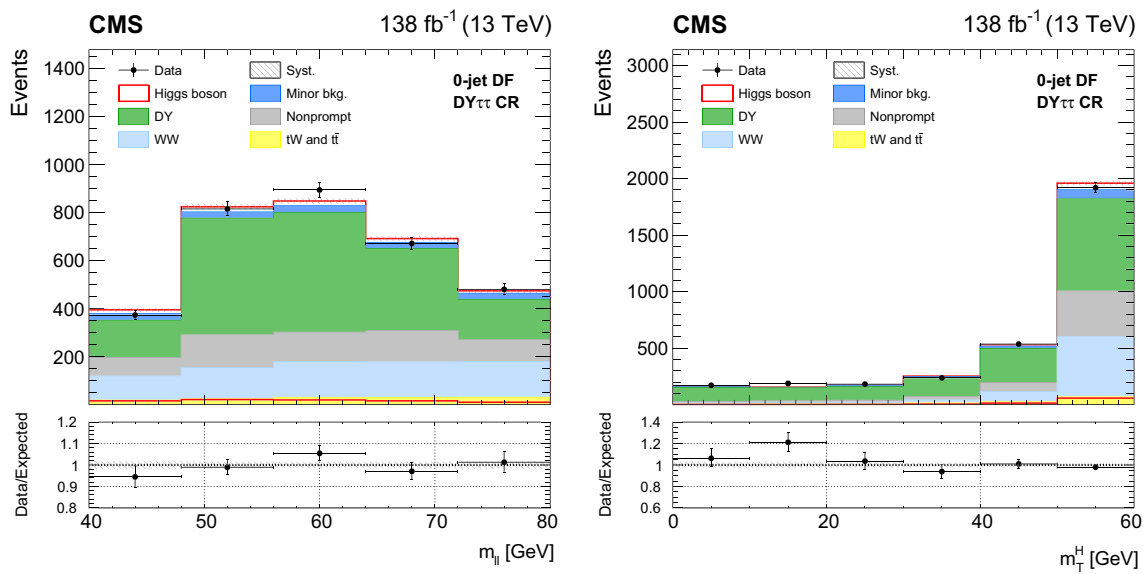 CMS 138 fb⁻¹ (13 TeV)
Events
1400
1200
1000
800
600
400
200
Data
Higgs boson
DY
WW
Syst.
Minor bkg.
Nonprompt
tW and tt̄
0-jet DF
DYττ CR
Data/Expected
1.2
1.1
1
0.9
0.8
40 50 60 70 80
m_ll [GeV]
CMS 138 fb⁻¹ (13 TeV)
Events
3000
2500
2000
1500
1000
500
Data
Higgs boson
DY
WW
Syst.
Minor bkg.
Nonprompt
tW and tt̄
0-jet DF
DYττ CR
Data/Expected
1.4
1.2
1
0.8
0.6
0 10 20 30 40 50 60
m_T^H [GeV]